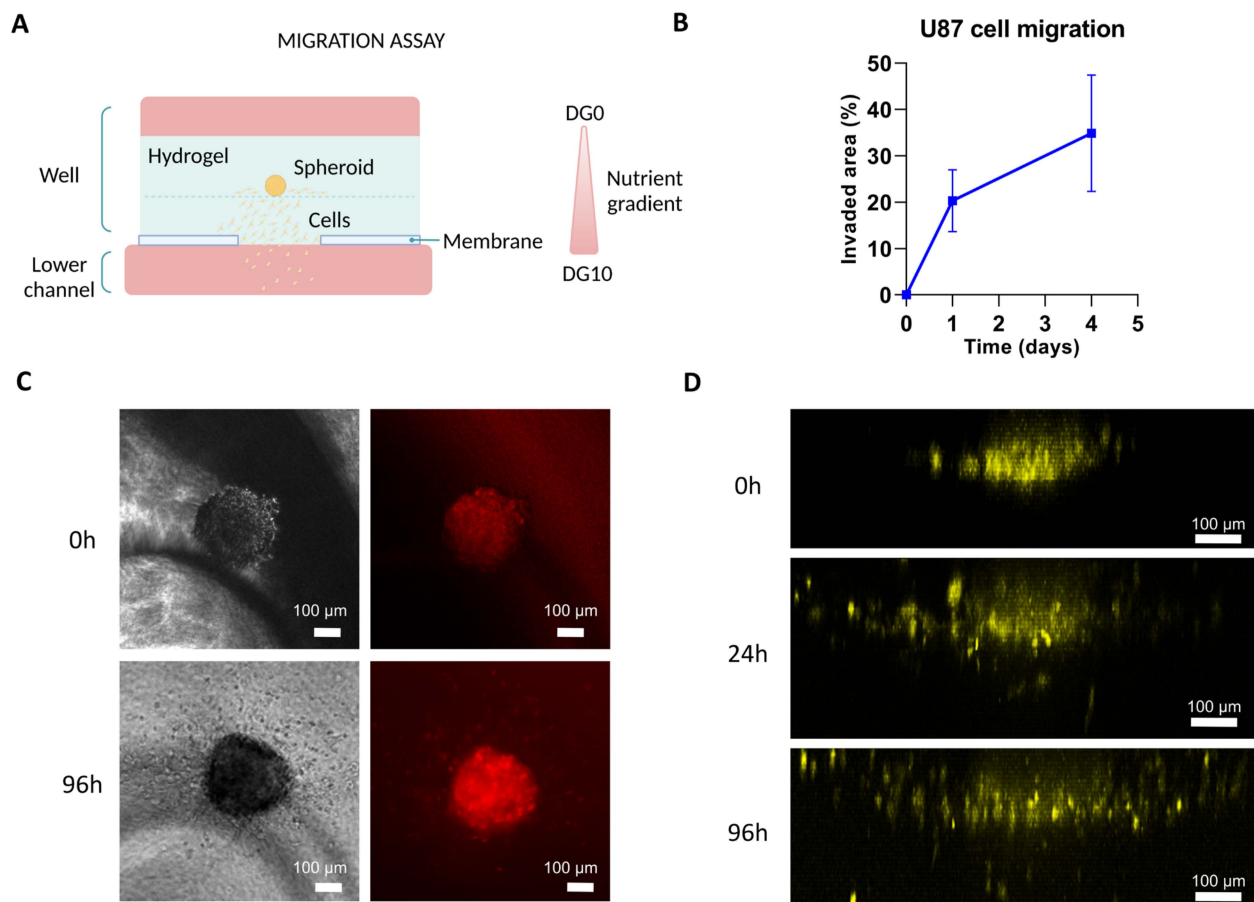 A
MIGRATION ASSAY
Well
Hydrogel
Spheroid
Cells
Membrane
Lower
channel
DG0
Nutrient
gradient
DG10
B
U87 cell migration
Invaded area (%)
50
40
30
20
10
0
0 1 2 3 4 5
Time (days)
C
0h
100 µm
100 µm
96h
100 µm
100 µm
D
0h
100 µm
24h
100 µm
96h
100 µm